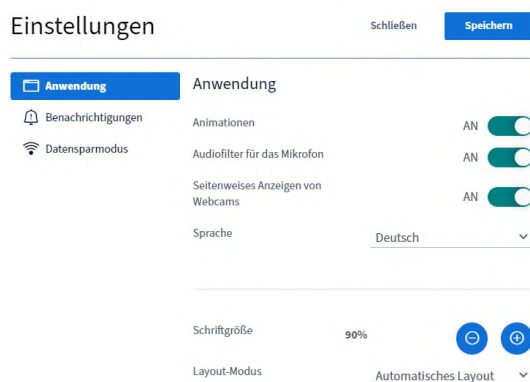 Einstellungen
Schließen
Speichern
Anwendung
Benachrichtigungen
Datensparmodus
Anwendung
Animationen
AN
Audiofilter für das Mikrofon
AN
Seitenweises Anzeigen von
Webcams
AN
Sprache
Deutsch
Schriftgröße
90%
Layout-Modus
Automatisches Layout